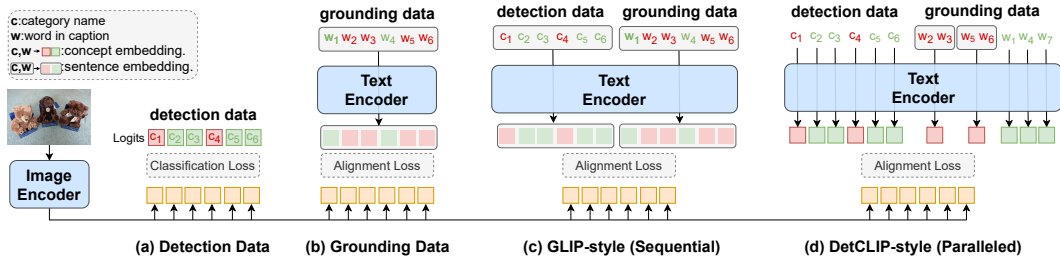 c:category name
w:word in caption
c,w → :concept embedding.
c,w → :sentence embedding.
Image
Encoder
detection data
Logits c1 c2 c3 c4 c5 c6
Classification Loss
(a) Detection Data
grounding data
w1 w2 w3 w4 w5 w6
Text
Encoder
Alignment Loss
(b) Grounding Data
detection data grounding data
c1 c2 c3 c4 c5 c6 w1 w2 w3 w4 w5 w6
Text
Encoder
Alignment Loss
(c) GLIP-style (Sequential)
detection data grounding data
c1 c2 c3 c4 c5 c6 w2 w3 w5 w6 w1 w4 w7
Text
Encoder
Alignment Loss
(d) DetCLIP-style (Paralleled)